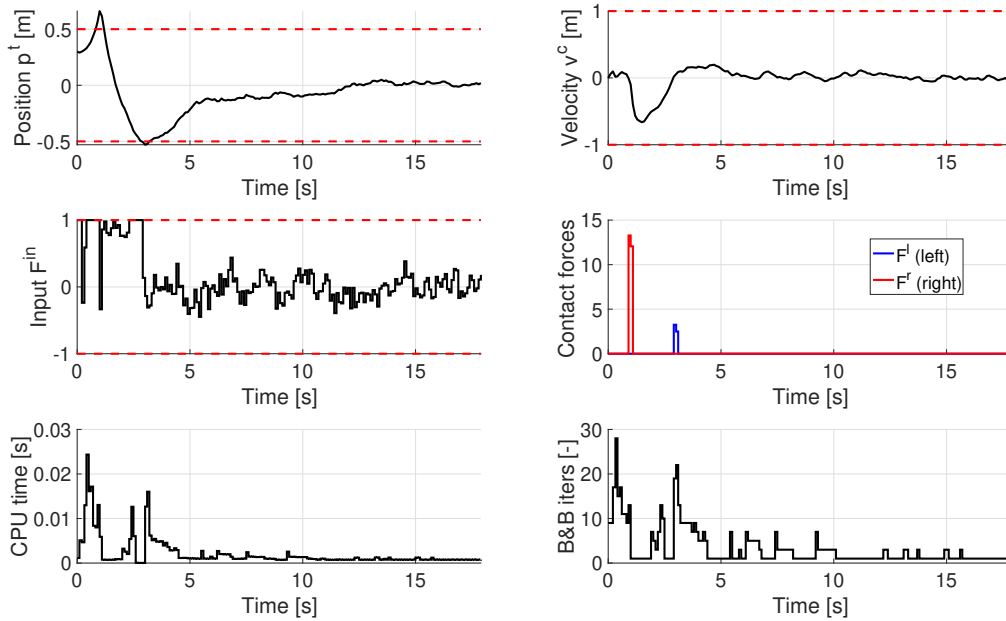 Position p^t [m]
0.5
0
-0.5
0 5 10 15
Time [s]
Velocity v^c [m]
1
0
-1
0 5 10 15
Time [s]
Input F^in
1
0
-1
0 5 10 15
Time [s]
Contact forces
15
10
5
0
F^l (left)
F^r (right)
0 5 10 15
Time [s]
CPU time [s]
0.03
0.02
0.01
0
0 5 10 15
Time [s]
B&B iters [-]
30
20
10
0
0 5 10 15
Time [s]